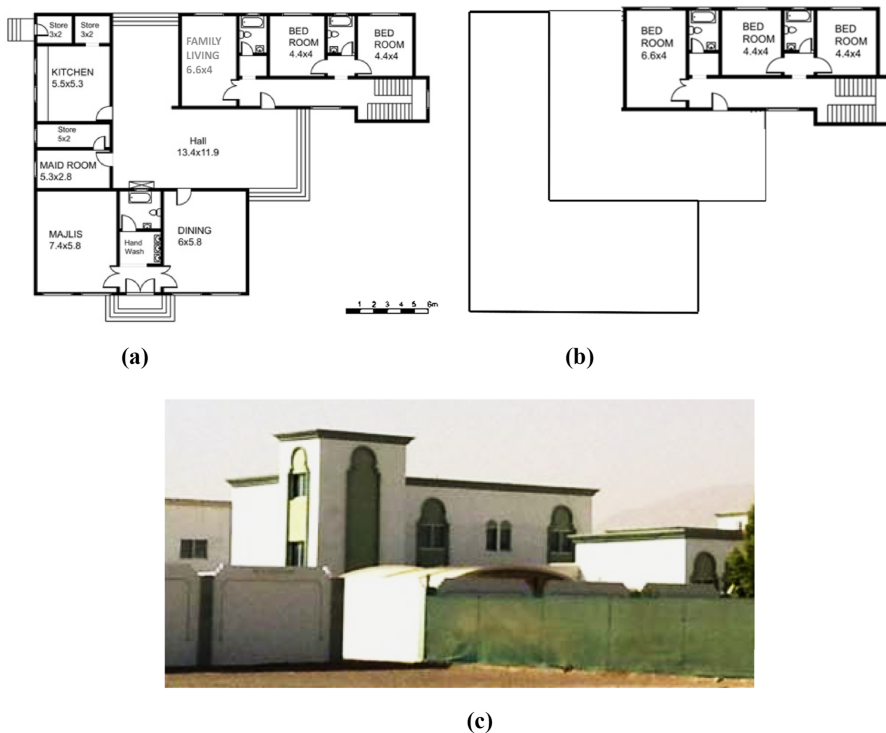 Store
3x2
Store
3x2
KITCHEN
5.5x5.3
FAMILY
LIVING
6.6x4
BED
ROOM
4.4x4
BED
ROOM
4.4x4
Store
5x2
MAID ROOM
5.3x2.8
Hall
13.4x11.9
MAJLIS
7.4x5.8
Hand
Wash
DINING
6x5.8
1 2 3 4 5 6m
(a)
BED
ROOM
6.6x4
BED
ROOM
4.4x4
BED
ROOM
4.4x4
(b)
(c)